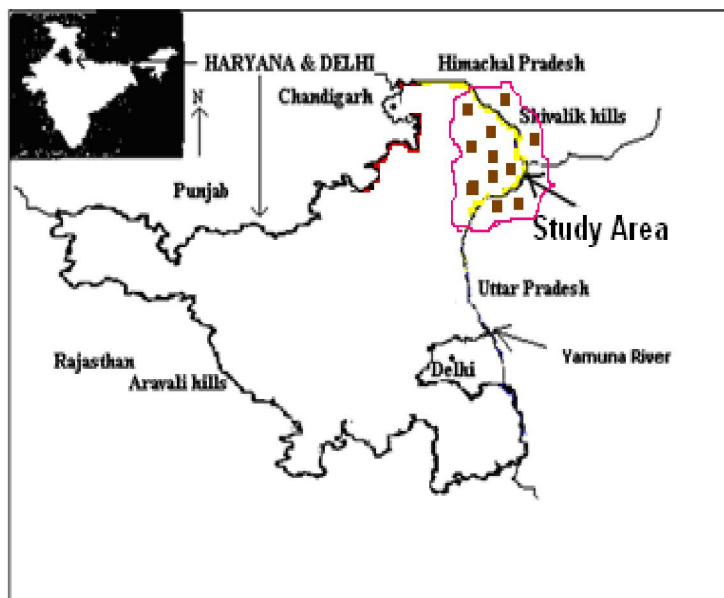 HARYANA & DELHI
Himachal Pradesh
Chandigarh
N
Shivalik hills
Punjab
Study Area
Uttar Pradesh
Rajasthan
Aravali hills
Delhi
Yamuna River